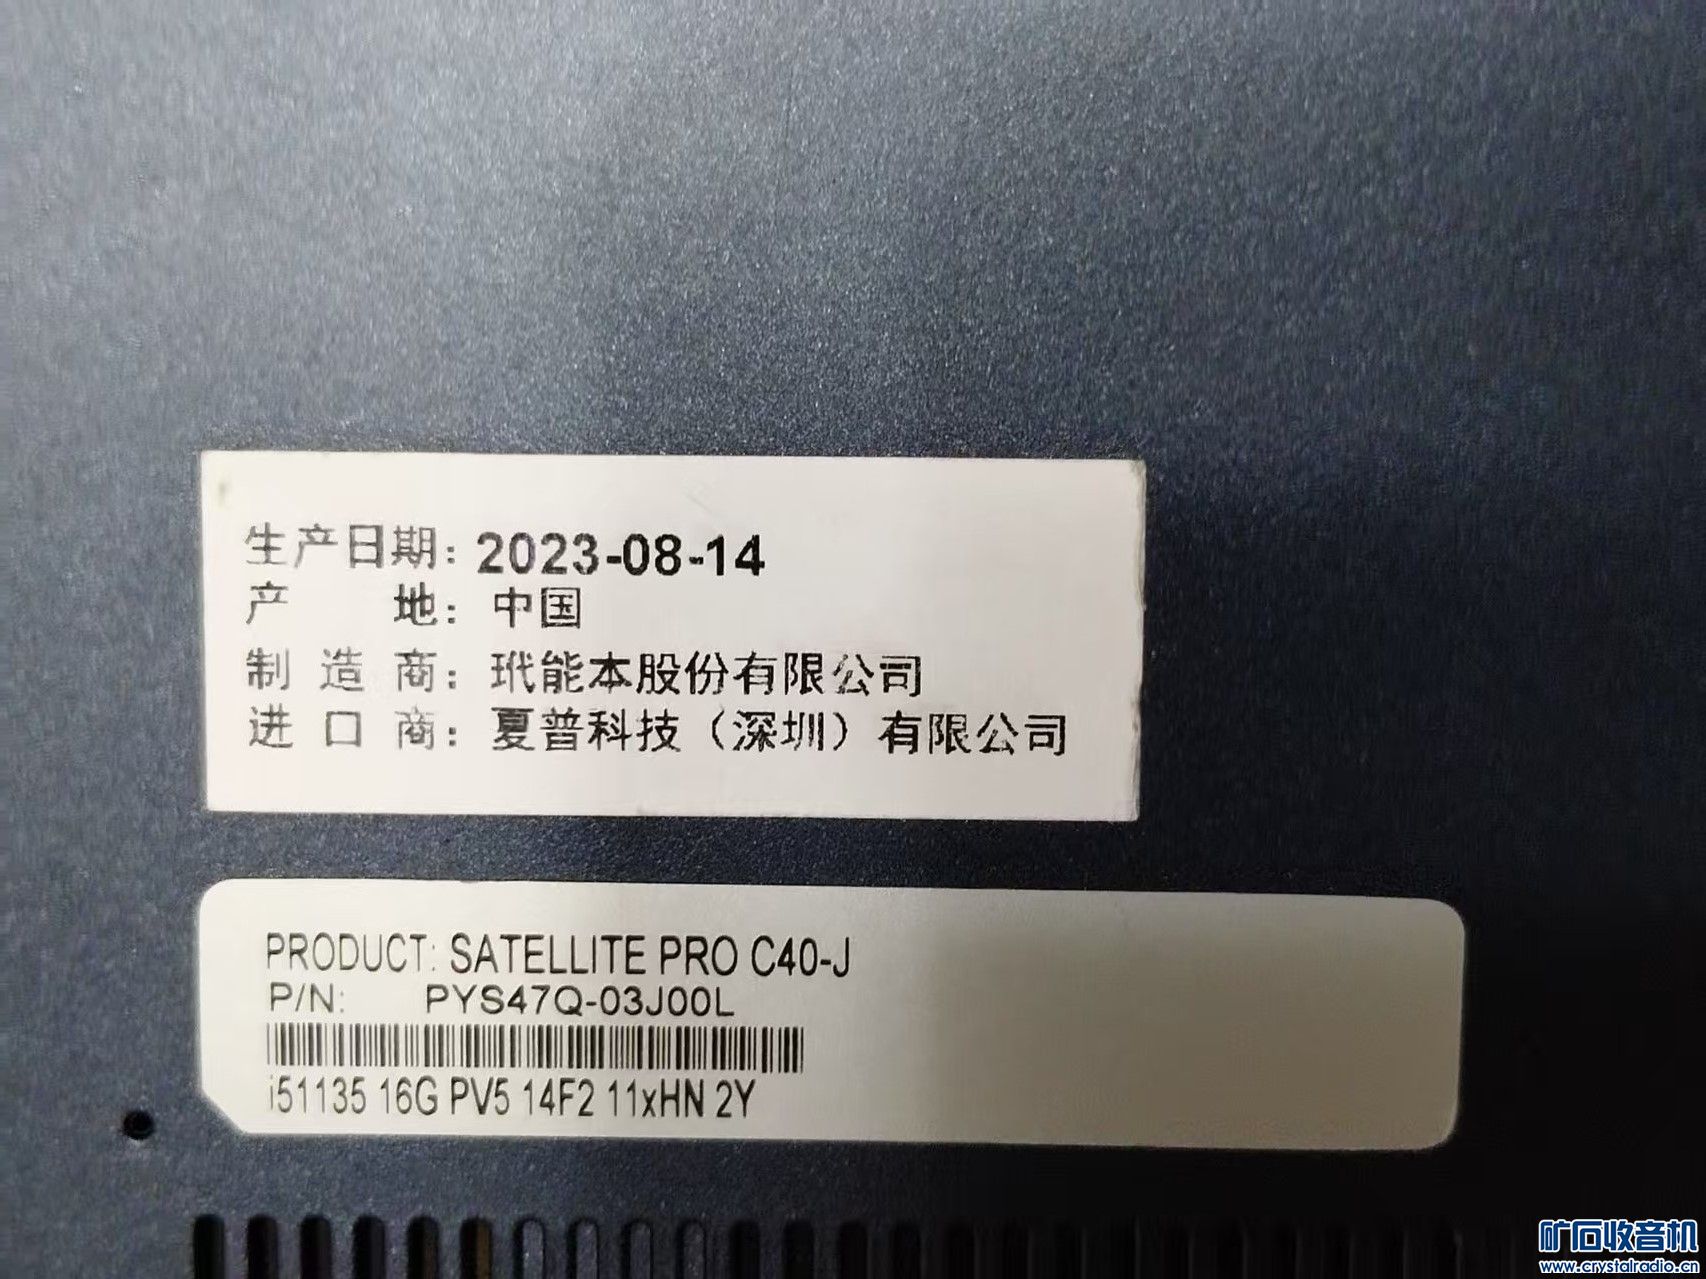 生产日期：2023-08-14
产 地：中国
制 造 商：玳能本股份有限公司
进 口 商：夏普科技（深圳）有限公司
PRODUCT: SATELLITE PRO C40-J
P/N: PYS47Q-03J00L
i51135 16G PV5 14F2 11xHN 2Y
矿石收音机
www.crystalradio.cn